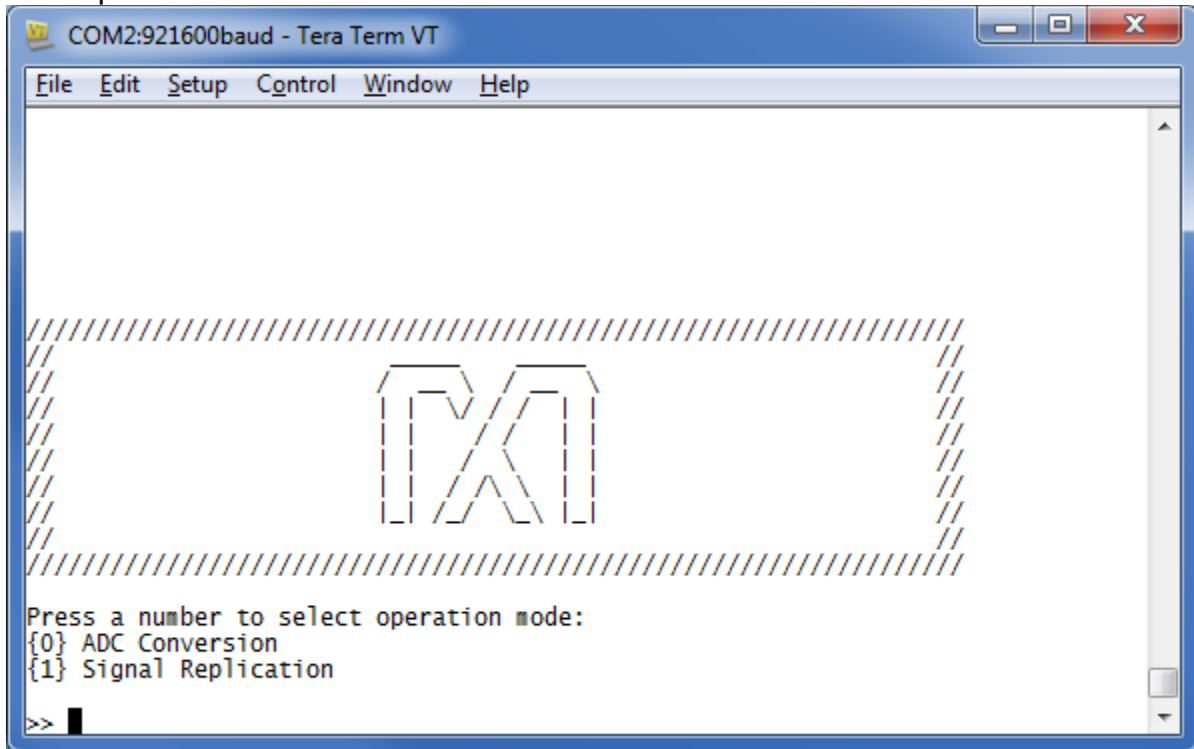 COM2:921600baud - Tera Term VT
File Edit Setup Control Window Help
///////////////////////////////////////////////////////////////////
//                                                               //
//                                                               //
//                                                               //
//                                                               //
//                                                               //
//                                                               //
//                                                               //
//                                                               //
///////////////////////////////////////////////////////////////////
Press a number to select operation mode:
{0} ADC Conversion
{1} Signal Replication
>>